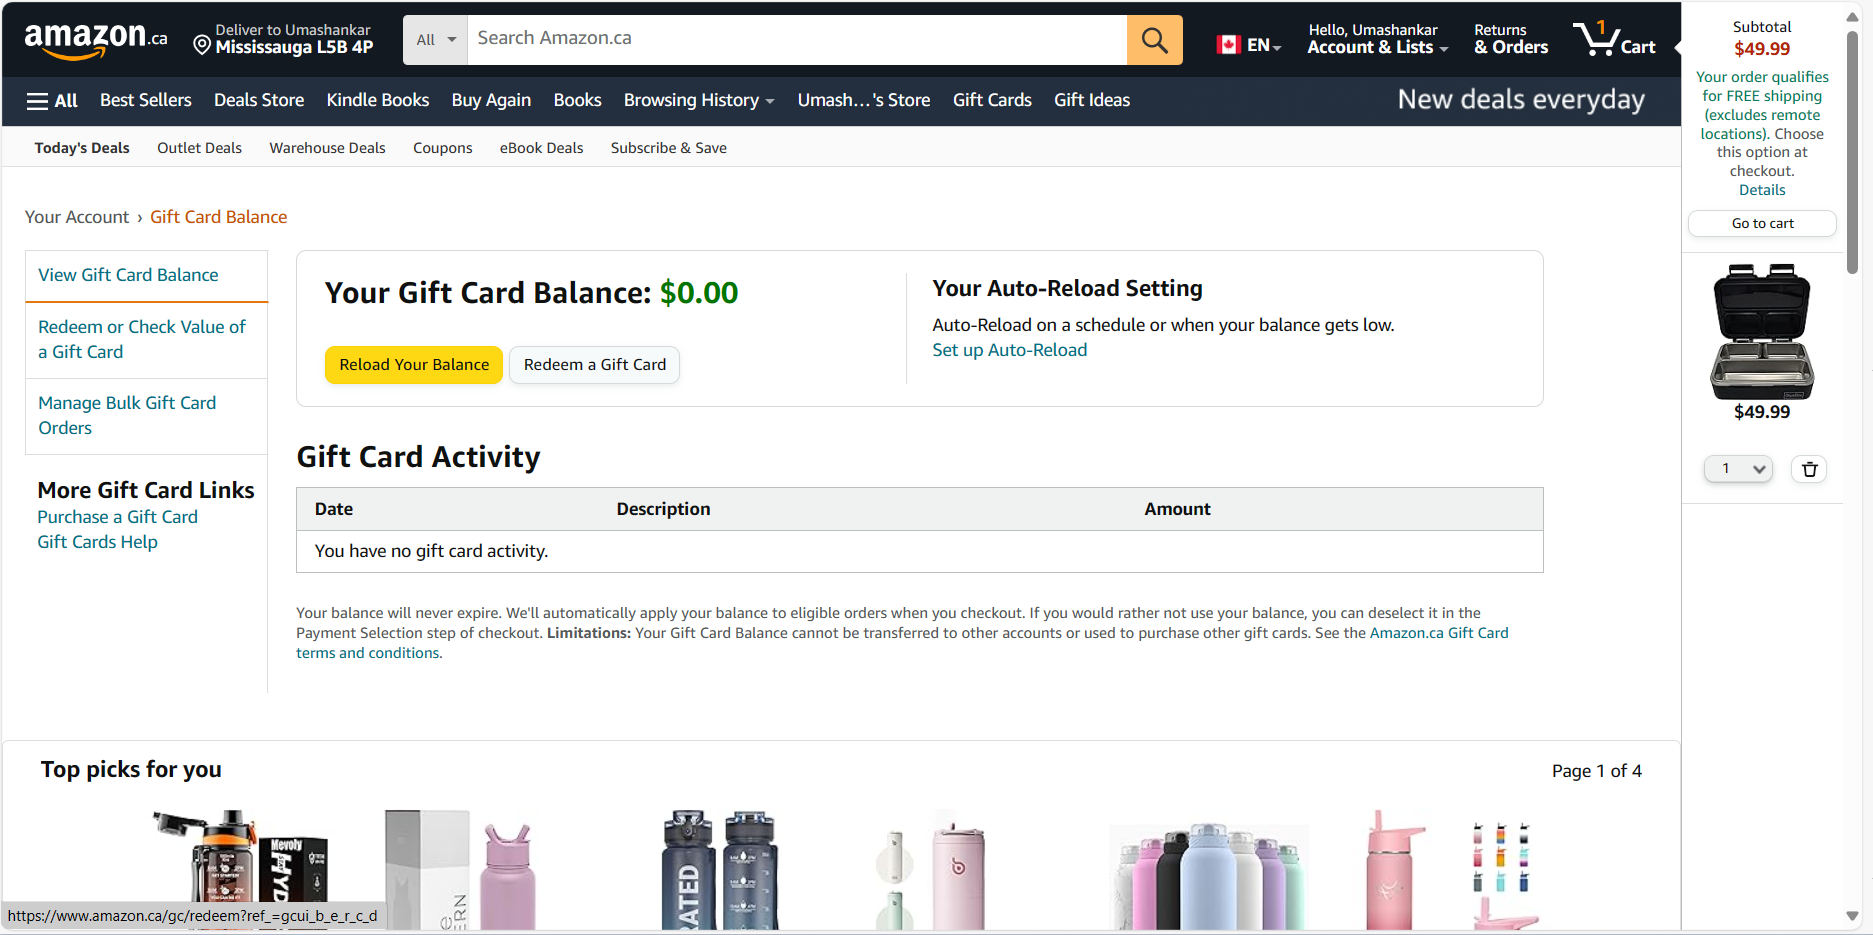 amazon.ca
Deliver to Umashankar
Mississauga L5B 4P
All
Search Amazon.ca
EN
Hello, Umashankar
Account & Lists
Returns
& Orders
1
Cart
All
Best Sellers
Deals Store
Kindle Books
Buy Again
Books
Browsing History
Umash...'s Store
Gift Cards
Gift Ideas
New deals everyday
Today's Deals
Outlet Deals
Warehouse Deals
Coupons
eBook Deals
Subscribe & Save
Your Account › Gift Card Balance
View Gift Card Balance
Redeem or Check Value of
a Gift Card
Manage Bulk Gift Card
Orders
More Gift Card Links
Purchase a Gift Card
Gift Cards Help
Your Gift Card Balance: $0.00
Reload Your Balance
Redeem a Gift Card
Your Auto-Reload Setting
Auto-Reload on a schedule or when your balance gets low.
Set up Auto-Reload
Gift Card Activity
Date
Description
Amount
You have no gift card activity.
Your balance will never expire. We'll automatically apply your balance to eligible orders when you checkout. If you would rather not use your balance, you can deselect it in the
Payment Selection step of checkout. Limitations: Your Gift Card Balance cannot be transferred to other accounts or used to purchase other gift cards. See the Amazon.ca Gift Card
terms and conditions.
Top picks for you
Page 1 of 4
Mevoly
HYD
ERN
RATED
https://www.amazon.ca/gc/redeem?ref_=gcui_b_e_r_c_d
Subtotal
$49.99
Your order qualifies
for FREE shipping
(excludes remote
locations). Choose
this option at
checkout.
Details
Go to cart
$49.99
1